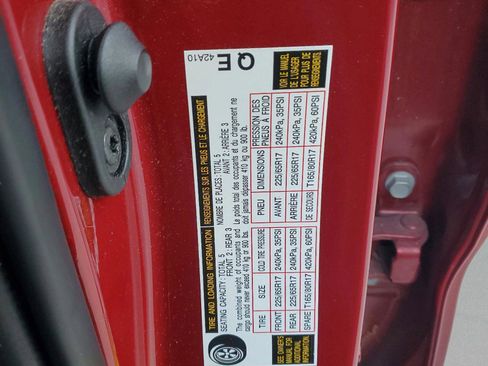 TIRE AND LOADING INFORMATION
RENSEIGNEMENTS SUR LES PNEUS ET LE CHARGEMENT
SEATING CAPACITY: TOTAL 5
FRONT 2 : REAR 3
The combined weight of occupants and
cargo should never exceed 410 kg or 900 lbs.
NOMBRE DE PLACES: TOTAL 5
AVANT 2 : ARRIÈRE 3
Le poids total des occupants et du chargement ne
doit jamais dépasser 410 kg ou 900 lb.
TIRE SIZE COLD TIRE PRESSURE
FRONT 225/65R17 240kPa, 35PSI
REAR 225/65R17 240kPa, 35PSI
SPARE T165/80R17 420kPa, 60PSI
PNEU DIMENSIONS PRESSION DES PNEUS À FROID
AVANT 225/65R17 240kPa, 35PSI
ARRIÈRE 225/65R17 240kPa, 35PSI
DE SECOURS T165/80R17 420kPa, 60PSI
SEE OWNER'S
MANUAL FOR
ADDITIONAL
INFORMATION
VOIR LE MANUEL
DE L'USAGER
POUR PLUS DE
RENSEIGNEMENTS
QE
42A10